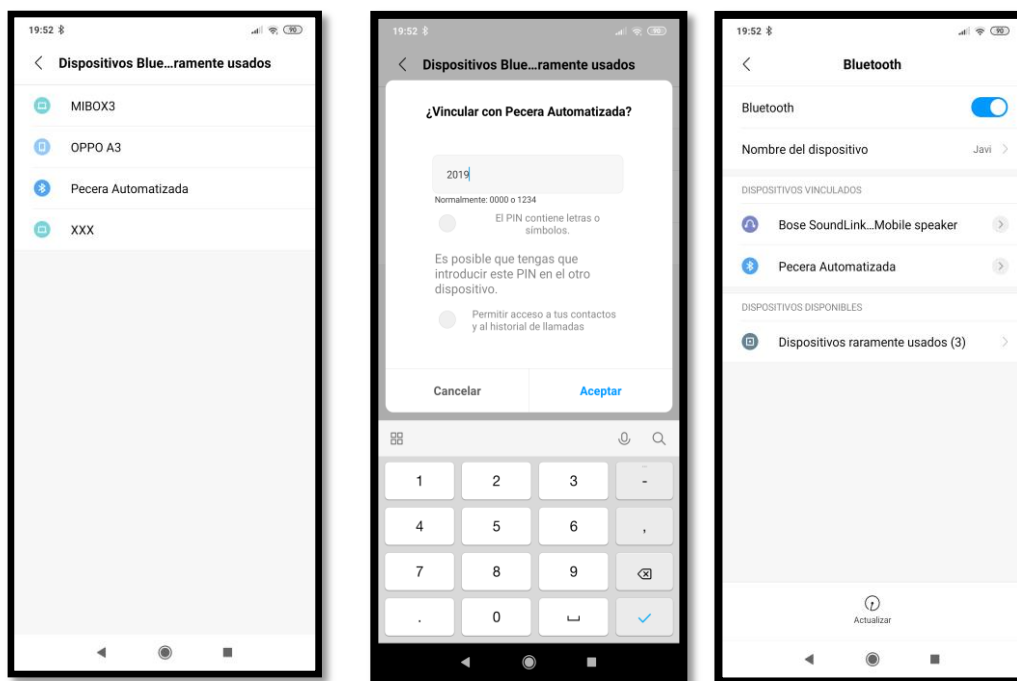 19:52
90
Dispositivos Blue...ramente usados
MIBOX3
OPPO A3
Pecera Automatizada
XXX
19:52
90
Dispositivos Blue...ramente usados
¿Vincular con Pecera Automatizada?
2019
Normalmente: 0000 o 1234
El PIN contiene letras o
símbolos.
Es posible que tengas que
introducir este PIN en el otro
dispositivo.
Permitir acceso a tus contactos
y al historial de llamadas
Cancelar
Aceptar
1 2 3 -
4 5 6 ,
7 8 9
. 0
19:52
90
Bluetooth
Bluetooth
Nombre del dispositivo
Javi
DISPOSITIVOS VINCULADOS
Bose SoundLink...Mobile speaker
Pecera Automatizada
DISPOSITIVOS DISPONIBLES
Dispositivos raramente usados (3)
Actualizar